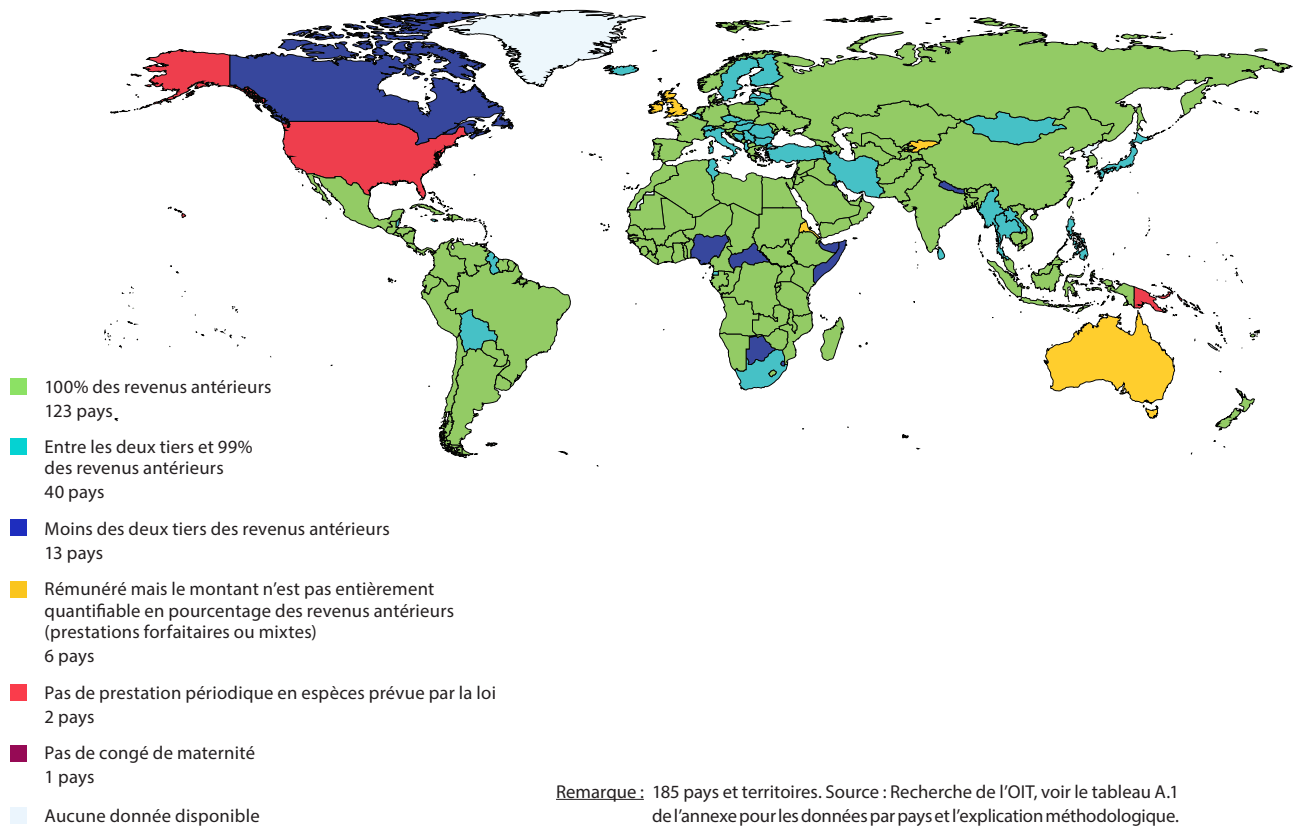 100% des revenus antérieurs
123 pays
Entre les deux tiers et 99%
des revenus antérieurs
40 pays
Moins des deux tiers des revenus antérieurs
13 pays
Rémunéré mais le montant n'est pas entièrement
quantifiable en pourcentage des revenus antérieurs
(prestations forfaitaires ou mixtes)
6 pays
Pas de prestation périodique en espèces prévue par la loi
2 pays
Pas de congé de maternité
1 pays
Aucune donnée disponible
Remarque : 185 pays et territoires. Source : Recherche de l'OIT, voir le tableau A.1
de l'annexe pour les données par pays et l'explication méthodologique.